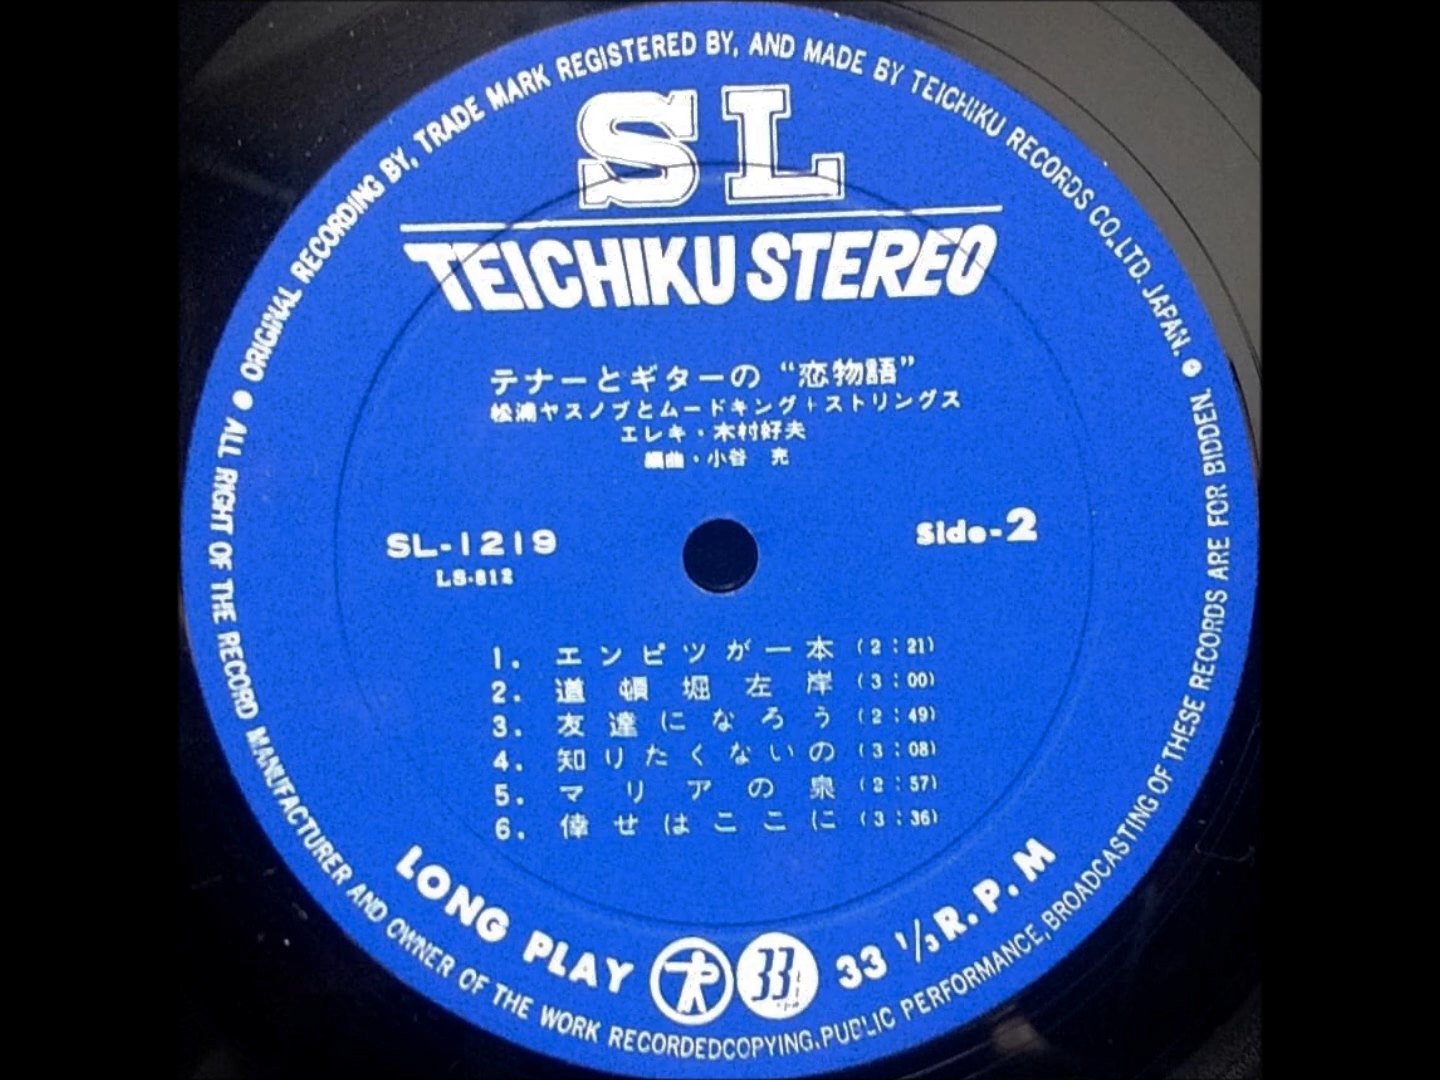 ● ORIGINAL RECORDING BY, TRADE MARK REGISTERED BY, AND MADE BY TEICHIKU RECORDS CO., LTD. JAPAN. ●
SL
TEICHIKU STEREO
テナーとギターの “恋物語”
松浦ヤスノブとムードキング+ストリングス
エレキ・木村好夫
編曲・小谷 充
SL-1219
LS-812
Side-2
1. エンピツが一本 (2:21)
2. 道頓堀左岸 (3:00)
3. 友達になろう (2:49)
4. 知りたくないの (3:08)
5. マリアの泉 (2:57)
6. 倖せはここに (3:36)
LONG PLAY
33
33 1/3 R.P.M
ALL RIGHT OF THE RECORD MANUFACTURER AND OWNER OF THE WORK RECORDEDCOPYING, PUBLIC PERFORMANCE, BROADCASTING OF THESE RECORDS ARE FOR BIDDEN.